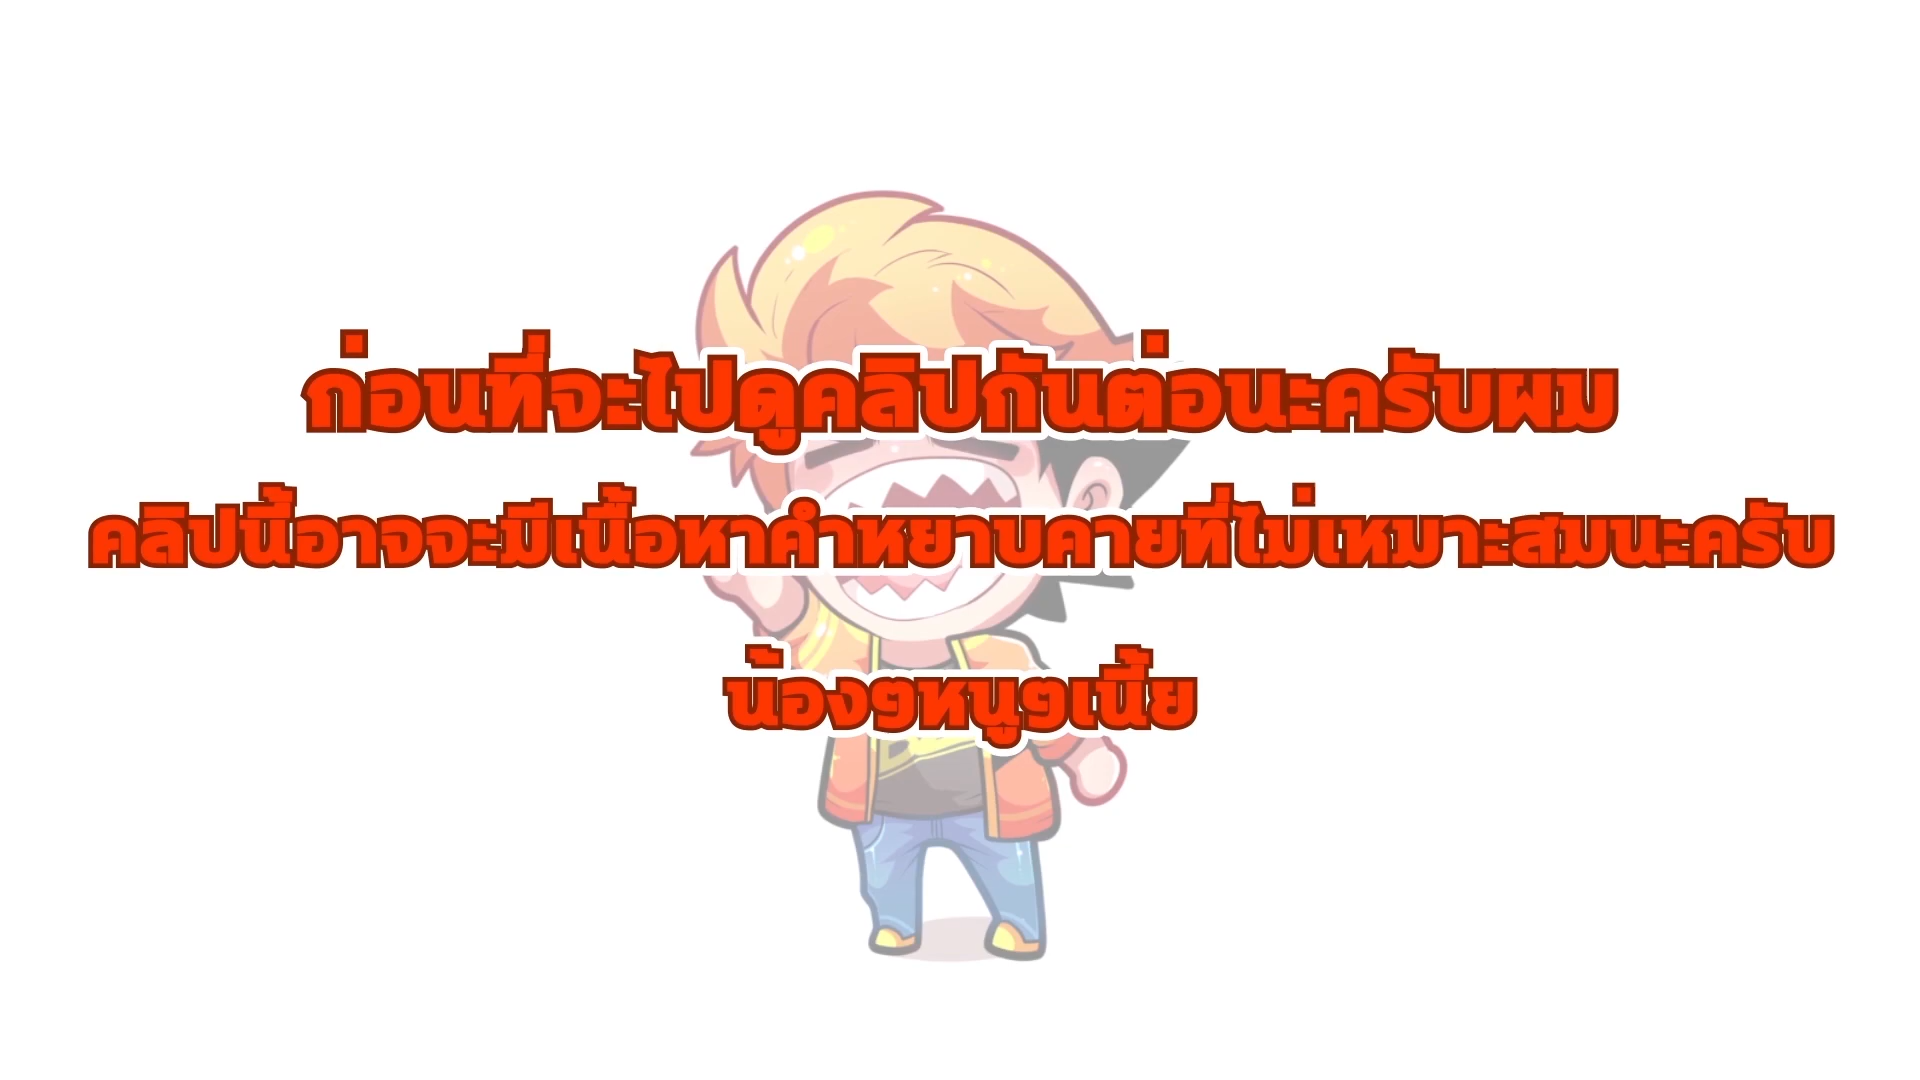 ก่อนที่จะไปดูคลิปกันต่อนะครับผม
คลิปนี้อาจจะมีเนื้อหาคำหยาบคายที่ไม่เหมาะสมนะครับ
น้องๆหนูๆเนี้ย